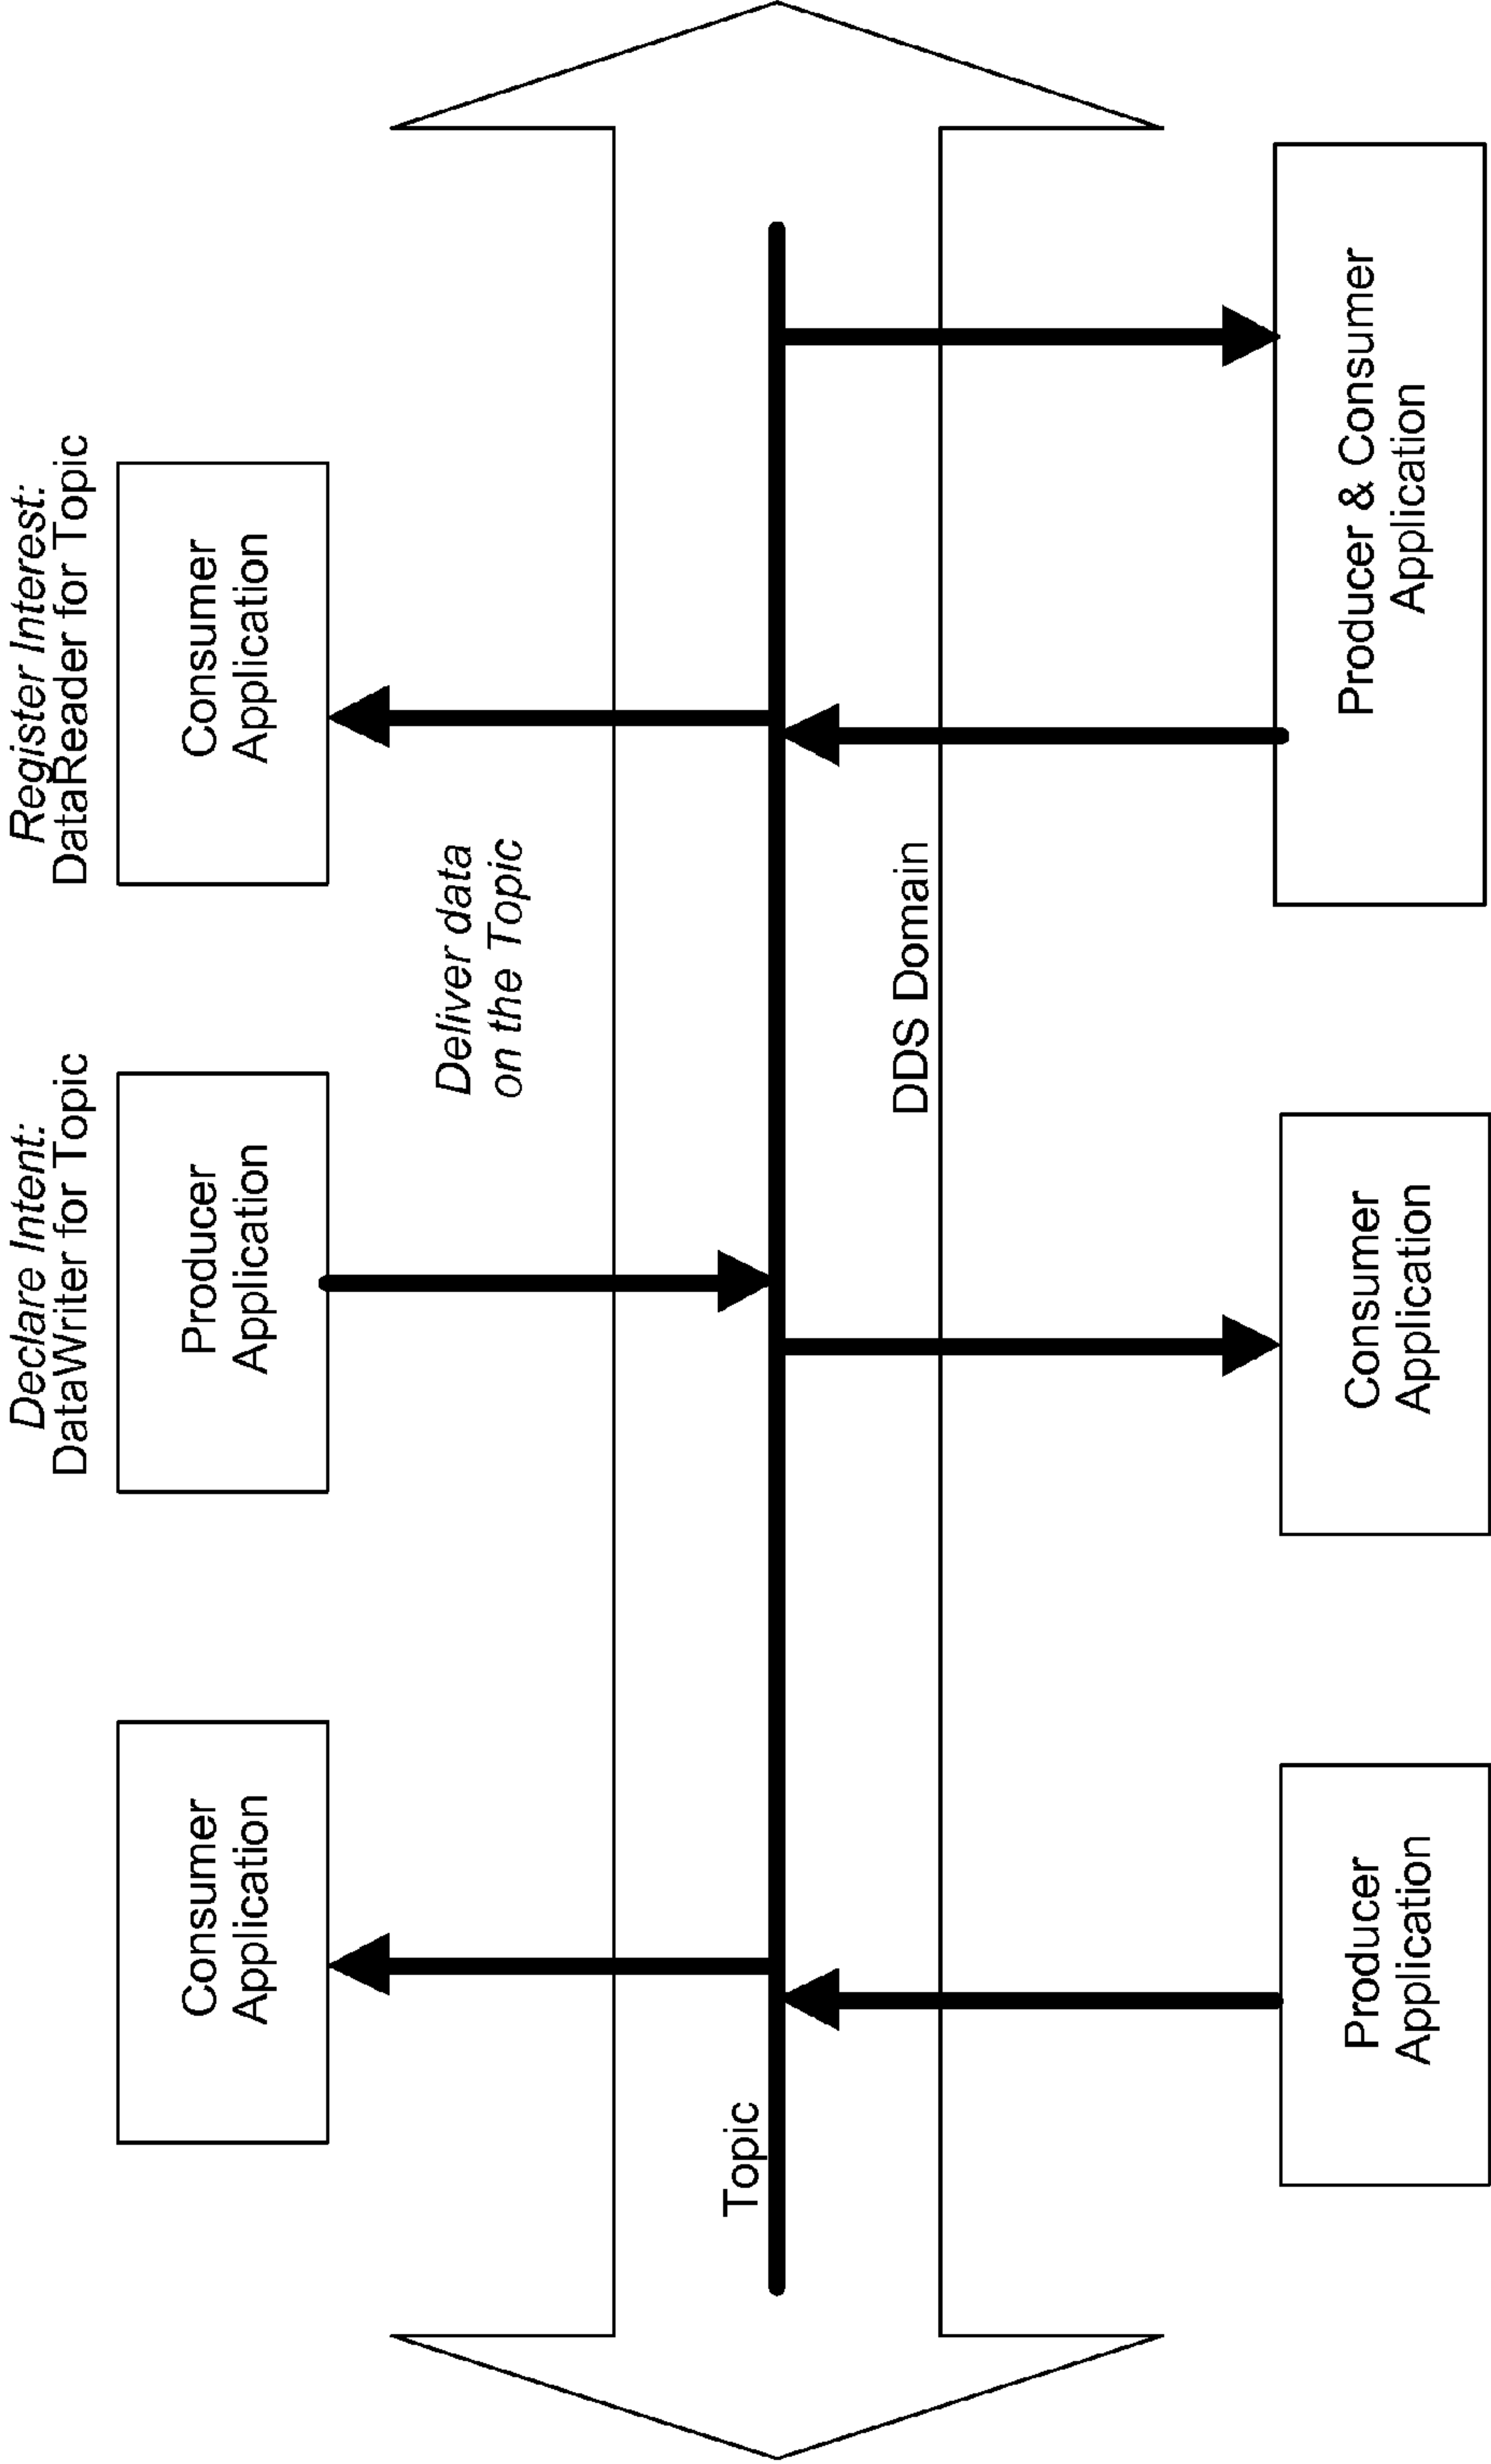 Declare Intent:
DataWriter for Topic
Register Interest:
DataReader for Topic
Consumer
Application
Producer
Application
Consumer
Application
Deliver data
on the Topic
Topic
DDS Domain
Producer
Application
Consumer
Application
Producer & Consumer
Application